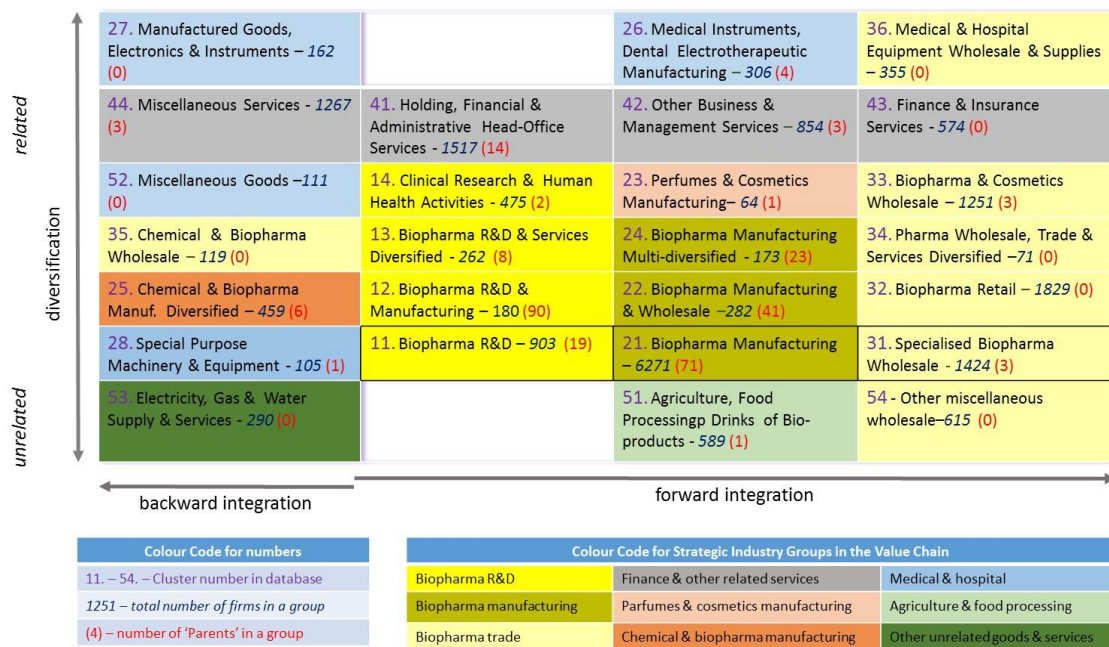 related
diversification
unrelated
27. Manufactured Goods,
Electronics & Instruments – 162
(0)
26. Medical Instruments,
Dental Electrotherapeutic
Manufacturing – 306 (4)
36. Medical & Hospital
Equipment Wholesale & Supplies
– 355 (0)
44. Miscellaneous Services - 1267
(3)
41. Holding, Financial &
Administrative Head-Office
Services - 1517 (14)
42. Other Business &
Management Services – 854 (3)
43. Finance & Insurance
Services - 574 (0)
52. Miscellaneous Goods –111
(0)
14. Clinical Research & Human
Health Activities - 475 (2)
23. Perfumes & Cosmetics
Manufacturing– 64 (1)
33. Biopharma & Cosmetics
Wholesale – 1251 (3)
35. Chemical & Biopharma
Wholesale – 119 (0)
13. Biopharma R&D & Services
Diversified - 262 (8)
24. Biopharma Manufacturing
Multi-diversified - 173 (23)
34. Pharma Wholesale, Trade &
Services Diversified –71 (0)
25. Chemical & Biopharma
Manuf. Diversified – 459 (6)
12. Biopharma R&D &
Manufacturing – 180 (90)
22. Biopharma Manufacturing
& Wholesale –282 (41)
32. Biopharma Retail – 1829 (0)
28. Special Purpose
Machinery & Equipment - 105 (1)
11. Biopharma R&D – 903 (19)
21. Biopharma Manufacturing
– 6271 (71)
31. Specialised Biopharma
Wholesale - 1424 (3)
53. Electricity, Gas & Water
Supply & Services - 290 (0)
51. Agriculture, Food
Processingp Drinks of Bio-
products - 589 (1)
54 - Other miscellaneous
wholesale–615 (0)
backward integration
forward integration
Colour Code for numbers
11. – 54. – Cluster number in database
1251 – total number of firms in a group
(4) – number of 'Parents' in a group
Colour Code for Strategic Industry Groups in the Value Chain
Biopharma R&D
Finance & other related services
Medical & hospital
Biopharma manufacturing
Parfumes & cosmetics manufacturing
Agriculture & food processing
Biopharma trade
Chemical & biopharma manufacturing
Other unrelated goods & services